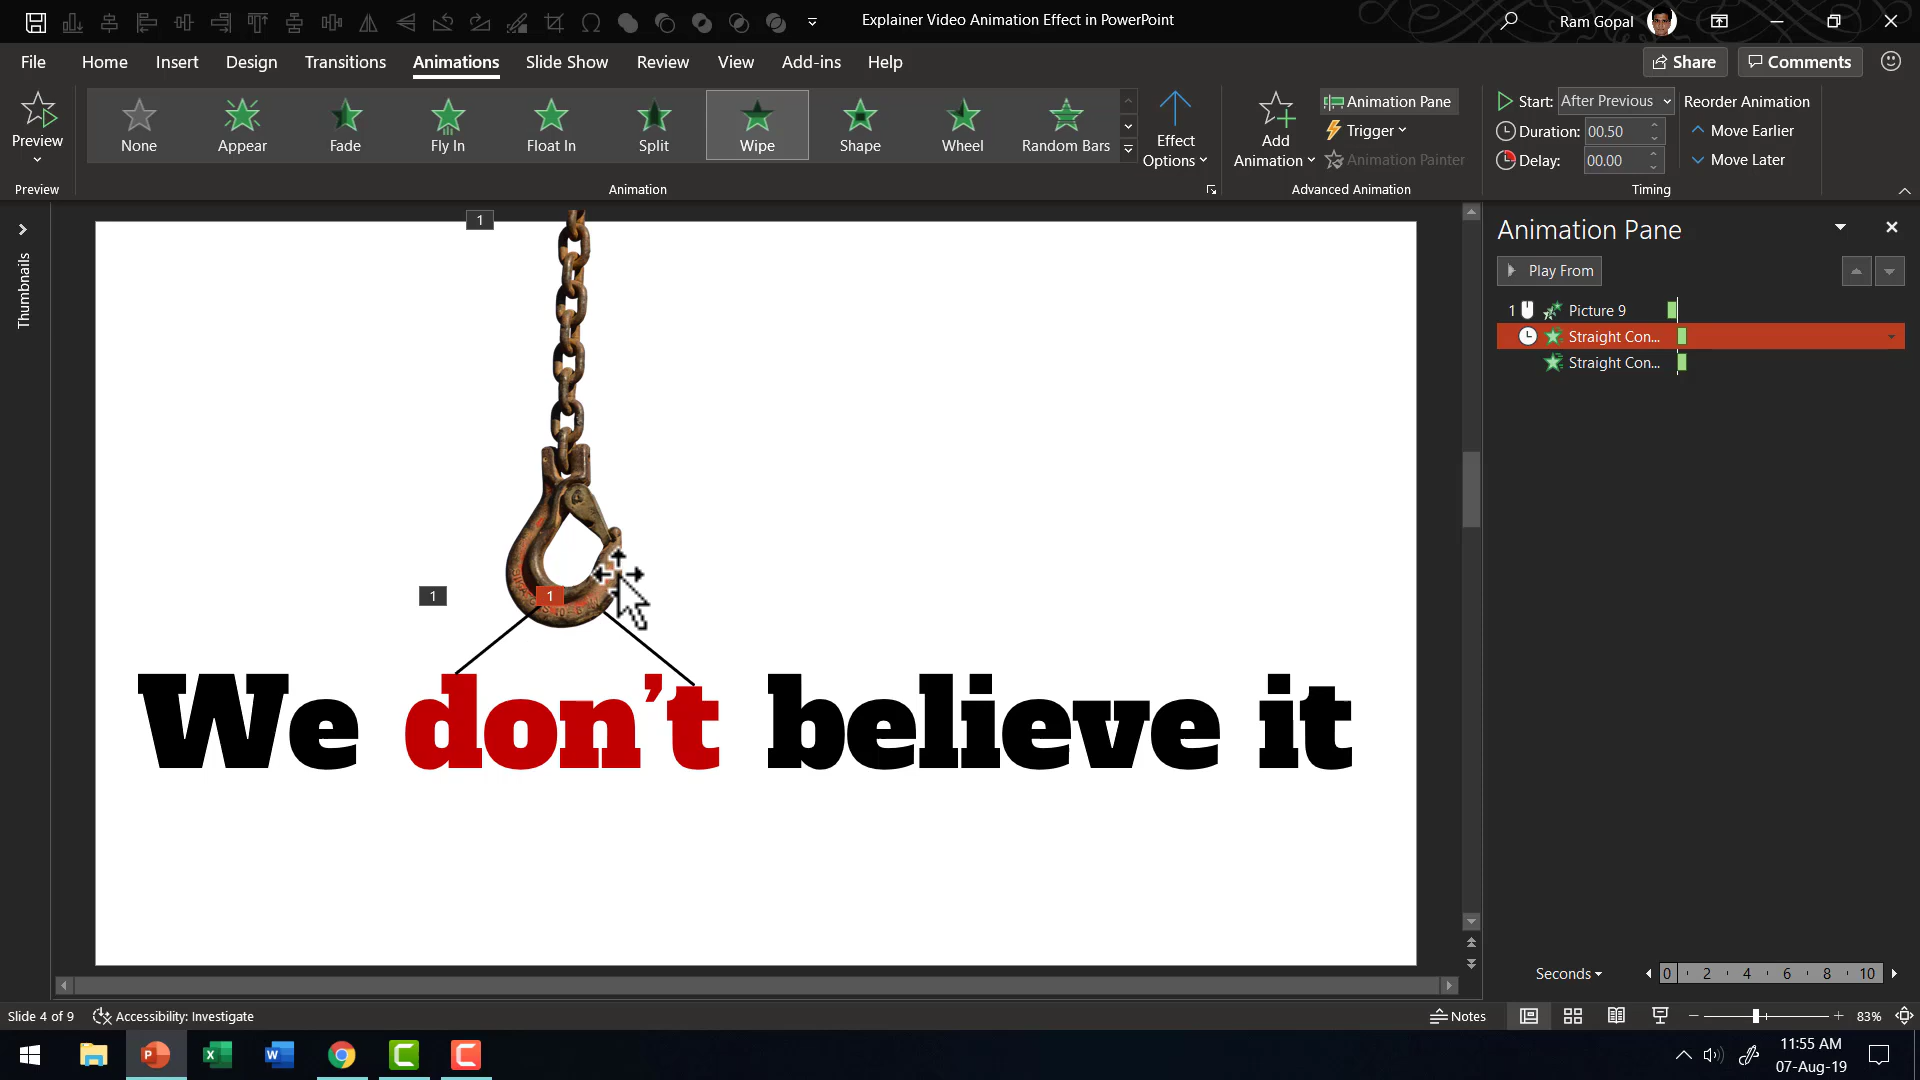 Explainer Video Animation Effect in PowerPoint
Ram Gopal
File Home Insert Design Transitions Animations Slide Show Review View Add-ins Help
Share Comments
Preview
Preview
None Appear Fade Fly In Float In Split Wipe Shape Wheel Random Bars
Animation
Effect
Options
Add
Animation
Animation Pane
Trigger
Animation Painter
Advanced Animation
Start: After Previous
Duration: 00.50
Delay: 00.00
Reorder Animation
Move Earlier
Move Later
Timing
Thumbnails
1
1
1
We don't believe it
Animation Pane
Play From
1 Picture 9
Straight Con...
Straight Con...
Seconds 0 2 4 6 8 10
Slide 4 of 9 Accessibility: Investigate
Notes 83%
11:55 AM
07-Aug-19